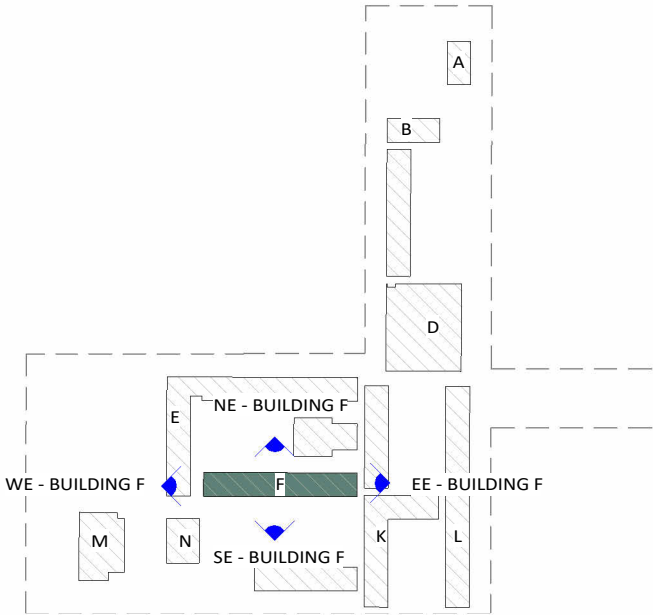 A
B
D
E
NE - BUILDING F
WE - BUILDING F
F
EE - BUILDING F
M
N
SE - BUILDING F
K
L